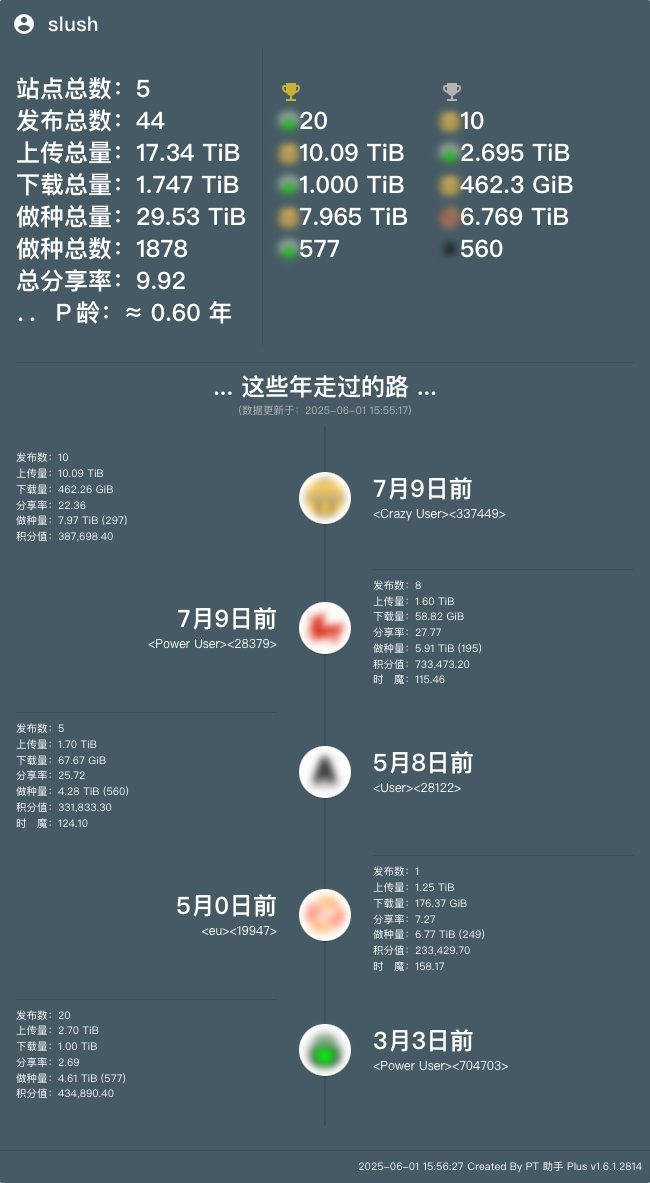 slush
站点总数：5
发布总数：44
20
10
上传总量：17.34 TiB
10.09 TiB
2.695 TiB
下载总量：1.747 TiB
1.000 TiB
462.3 GiB
做种总量：29.53 TiB
7.965 TiB
6.769 TiB
做种总数：1878
577
560
总分享率：9.92
.. P 龄：≈ 0.60 年
... 这些年走过的路 ...
(数据更新于：2025-06-01 15:55:17)
发布数：10
上传量：10.09 TiB
下载量：462.26 GiB
分享率：22.36
做种量：7.97 TiB (297)
积分值：387,698.40
7月9日前
<Crazy User><337449>
7月9日前
<Power User><28379>
发布数：8
上传量：1.60 TiB
下载量：58.82 GiB
分享率：27.77
做种量：5.91 TiB (195)
积分值：733,473.20
时　魔：115.46
发布数：5
上传量：1.70 TiB
下载量：67.67 GiB
分享率：25.72
做种量：4.28 TiB (560)
积分值：331,833.30
时　魔：124.10
5月8日前
<User><28122>
5月0日前
<eu><19947>
发布数：1
上传量：1.25 TiB
下载量：176.37 GiB
分享率：7.27
做种量：6.77 TiB (249)
积分值：233,429.70
时　魔：158.17
发布数：20
上传量：2.70 TiB
下载量：1.00 TiB
分享率：2.69
做种量：4.61 TiB (577)
积分值：434,890.40
3月3日前
<Power User><704703>
2025-06-01 15:56:27 Created By PT 助手 Plus v1.6.1.2814